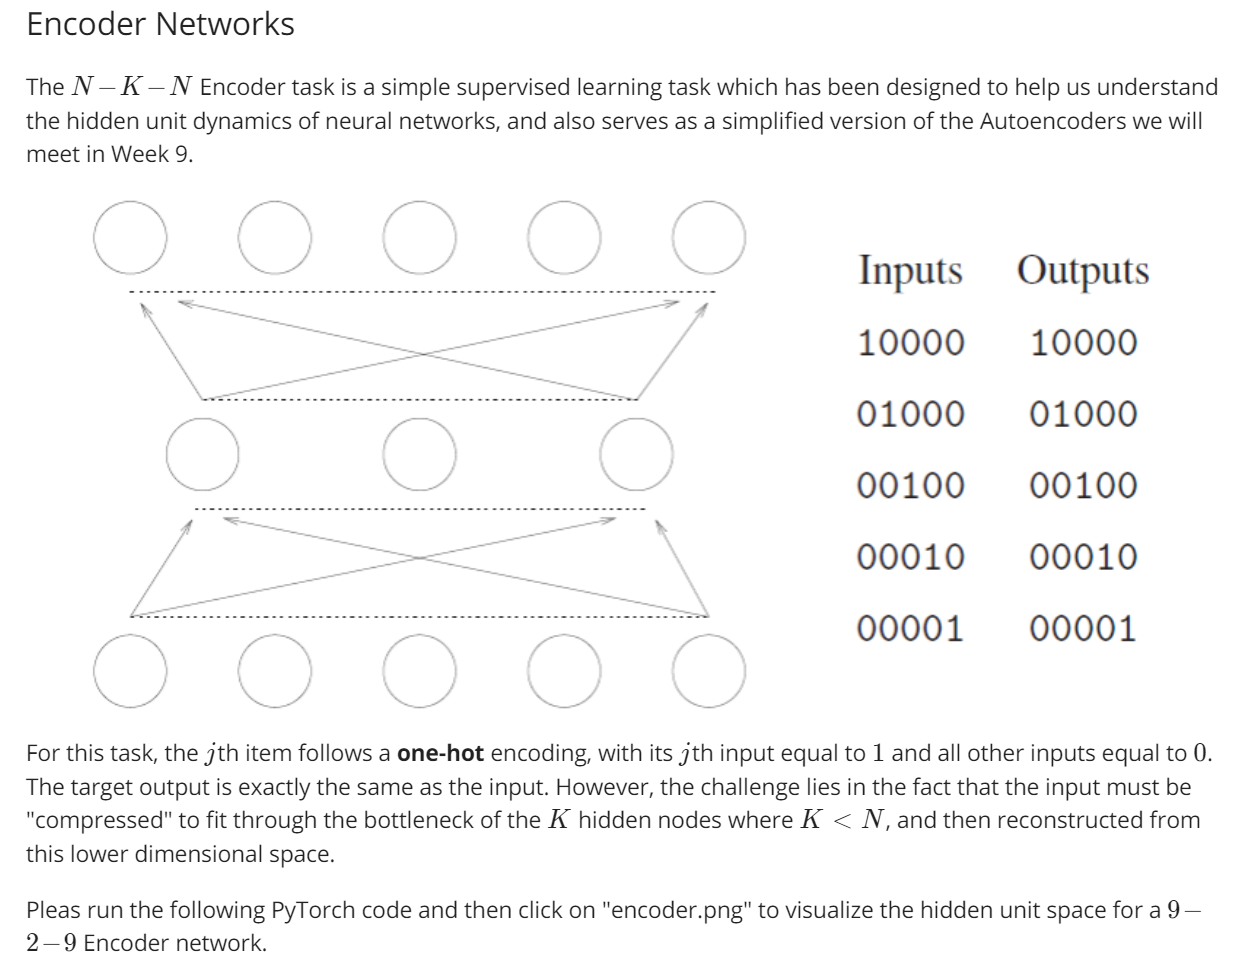 Encoder Networks
The N – K – N Encoder task is a simple supervised learning task which has been designed to help us understand
the hidden unit dynamics of neural networks, and also serves as a simplified version of the Autoencoders we will
meet in Week 9.
Inputs Outputs
10000 10000
01000 01000
00100 00100
00010 00010
00001 00001
For this task, the jth item follows a one-hot encoding, with its jth input equal to 1 and all other inputs equal to 0.
The target output is exactly the same as the input. However, the challenge lies in the fact that the input must be
"compressed" to fit through the bottleneck of the K hidden nodes where K < N, and then reconstructed from
this lower dimensional space.
Pleas run the following PyTorch code and then click on "encoder.png" to visualize the hidden unit space for a 9 –
2 – 9 Encoder network.